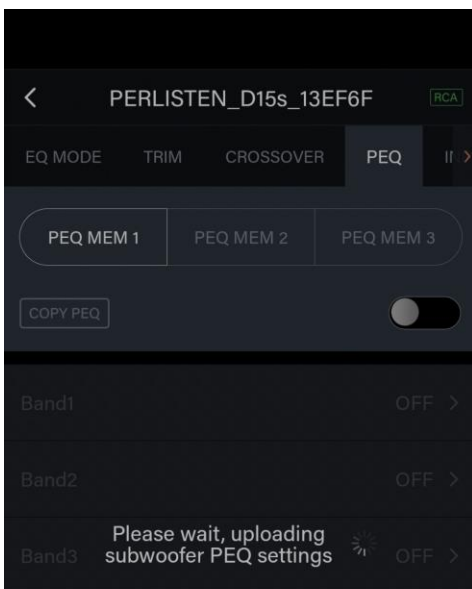 PERLISTEN_D15s_13EF6F RCA
EQ MODE TRIM CROSSOVER PEQ
PEQ MEM 1 PEQ MEM 2 PEQ MEM 3
COPY PEQ
Band1 OFF
Band2 OFF
Please wait, uploading
subwoofer PEQ settings
Band3 OFF